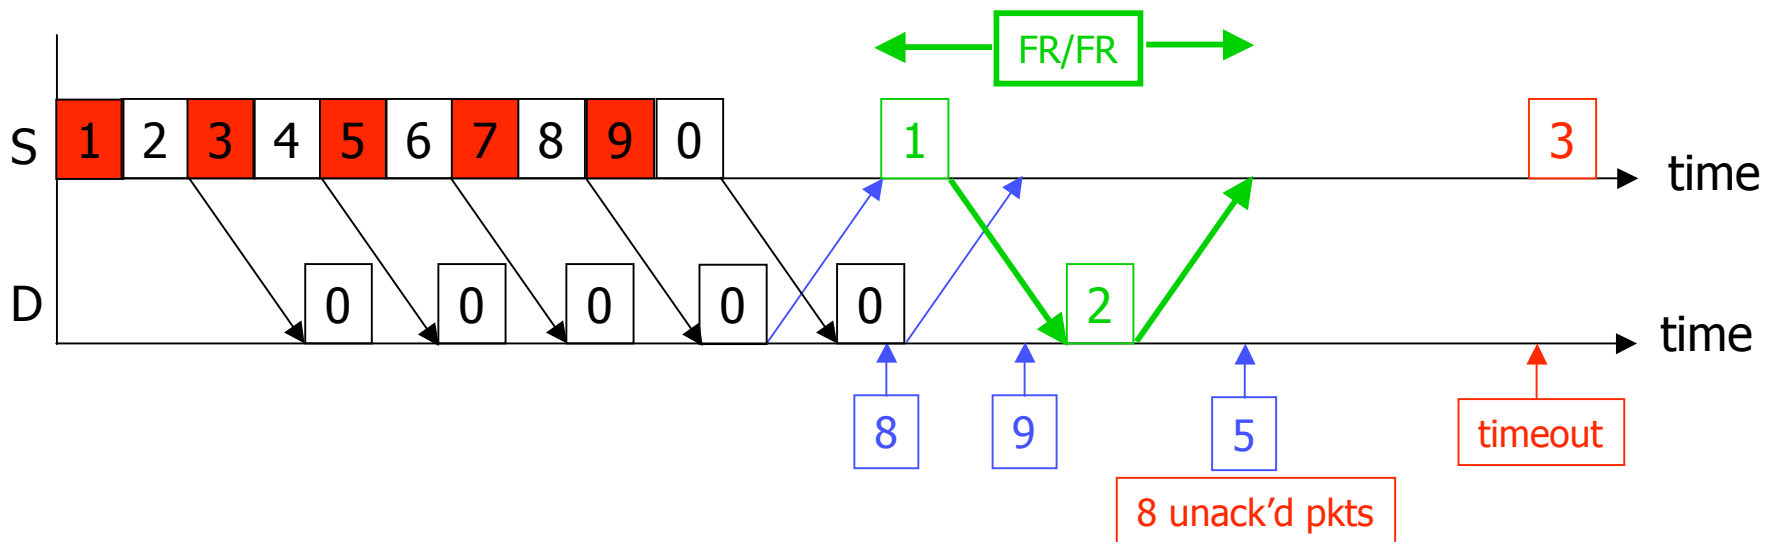 FR/FR
S 1 2 3 4 5 6 7 8 9 0 1 3 time
D 0 0 0 0 0 2 time
8 9 5 timeout
8 unack’d pkts